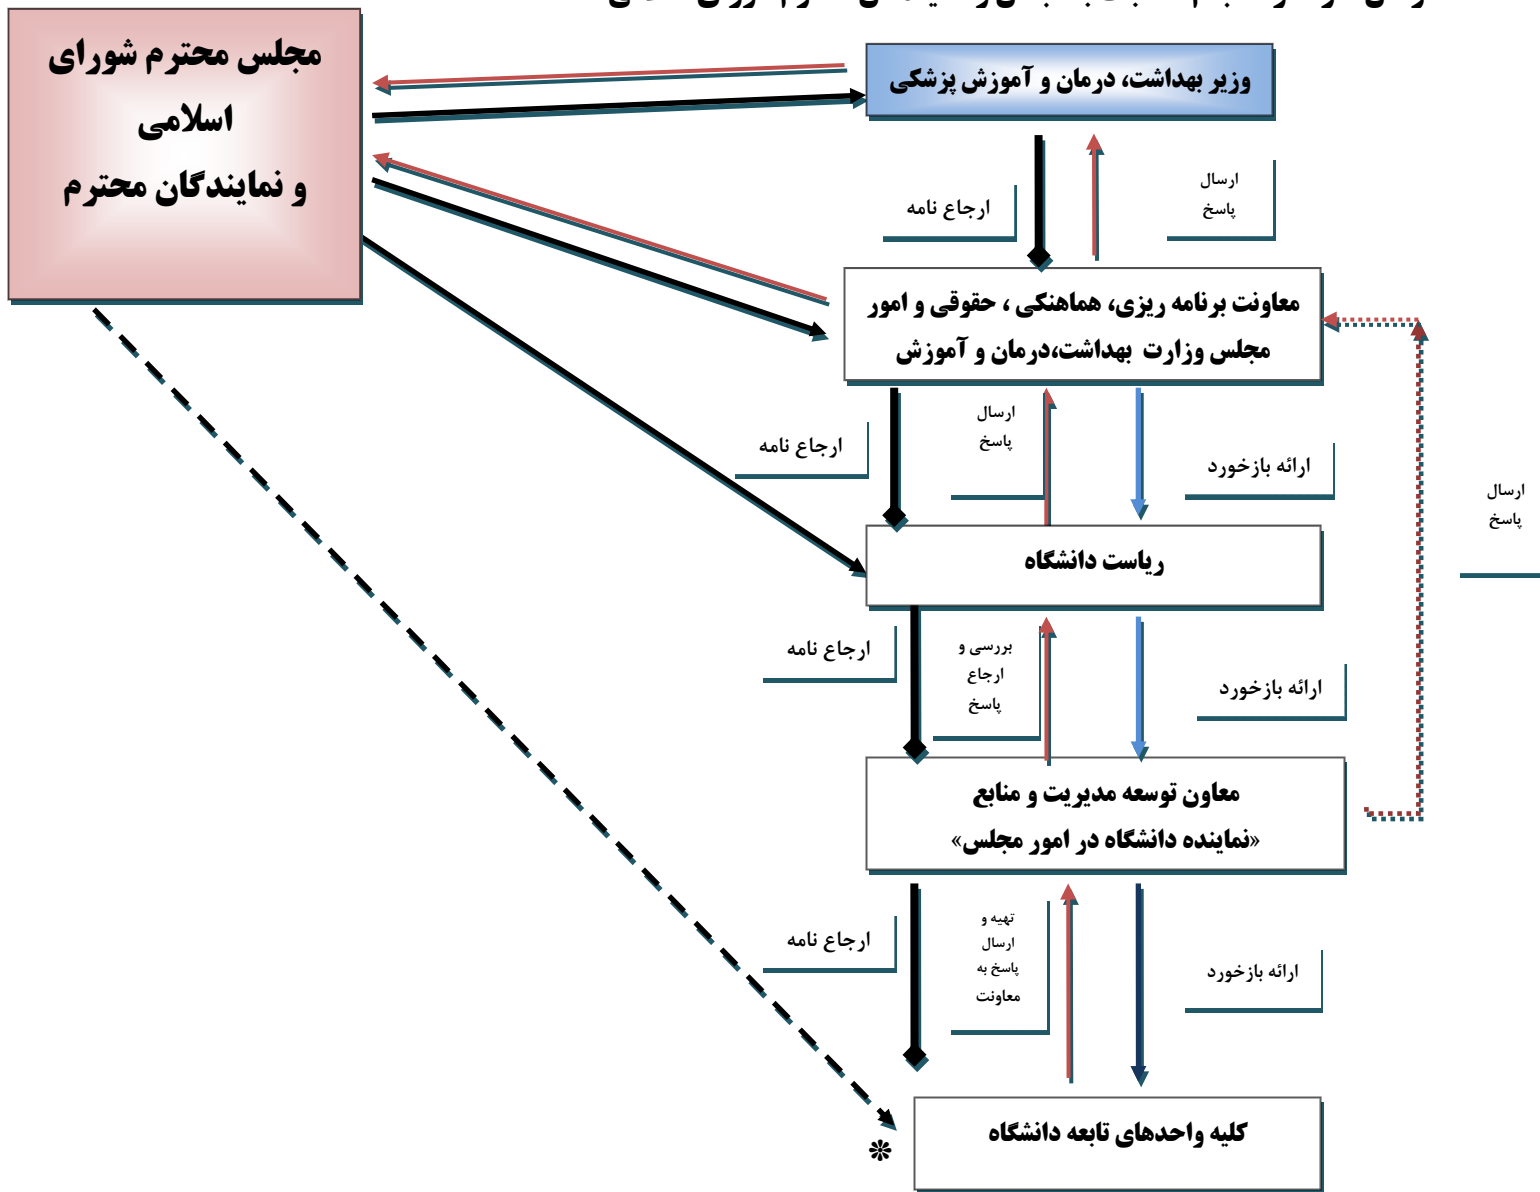 مجلس محترم شورای
اسلامی
و نمایندگان محترم
وزیر بهداشت، درمان و آموزش پزشکی
ارجاع نامه
ارسال
پاسخ
معاونت برنامه ریزی، هماهنگی ، حقوقی و امور
مجلس وزارت بهداشت،درمان و آموزش
ارجاع نامه
ارسال
پاسخ
ارائه بازخورد
ارسال
پاسخ
ریاست دانشگاه
ارجاع نامه
بررسی و
ارجاع
پاسخ
ارائه بازخورد
معاون توسعه مدیریت و منابع
«نماینده دانشگاه در امور مجلس»
ارجاع نامه
تهیه و
ارسال
پاسخ به
معاونت
ارائه بازخورد
کلیه واحدهای تابعه دانشگاه
❊